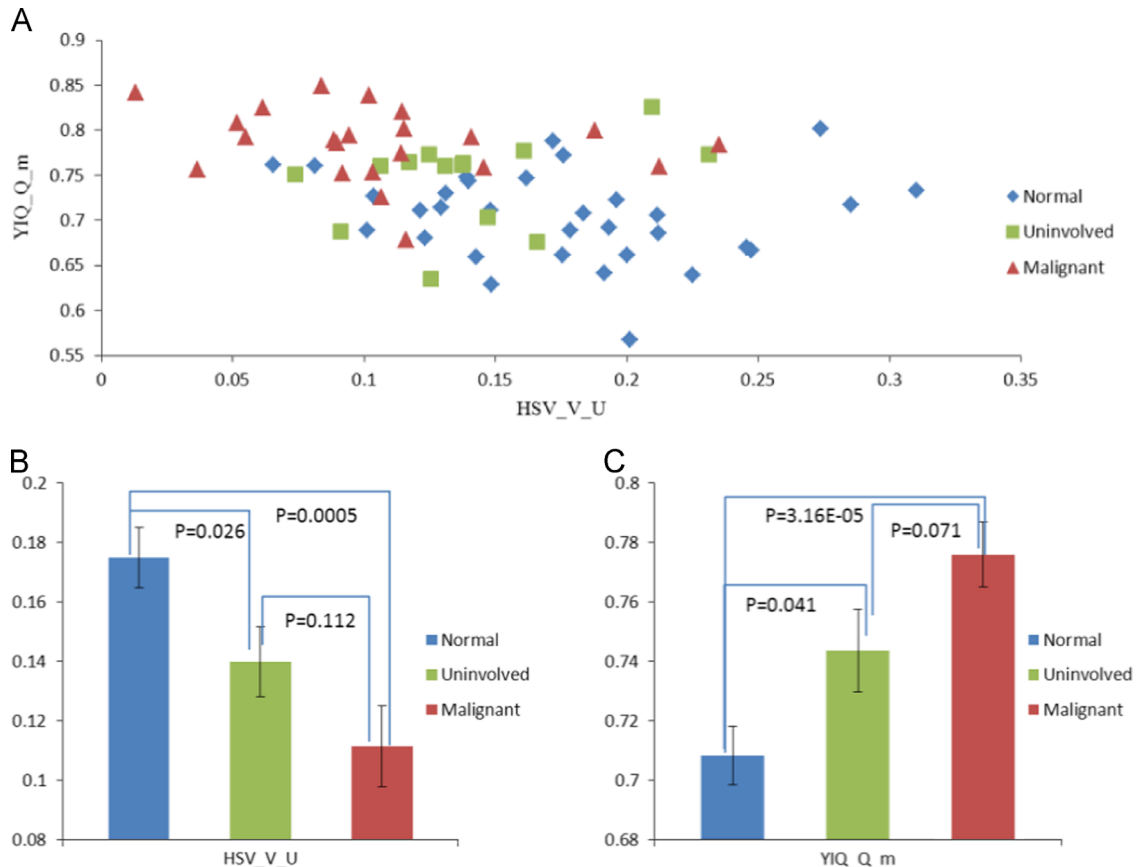 A
0.9
0.85
0.8
0.75
0.7
0.65
0.6
0.55
YIQ_Q_m
0 0.05 0.1 0.15 0.2 0.25 0.3 0.35
HSV_V_U
Normal
Uninvolved
Malignant
B
0.2
0.18
0.16
0.14
0.12
0.1
0.08
P=0.026
P=0.0005
P=0.112
HSV_V_U
Normal
Uninvolved
Malignant
C
0.8
0.78
0.76
0.74
0.72
0.7
0.68
P=3.16E-05
P=0.071
P=0.041
YIQ_Q_m
Normal
Uninvolved
Malignant